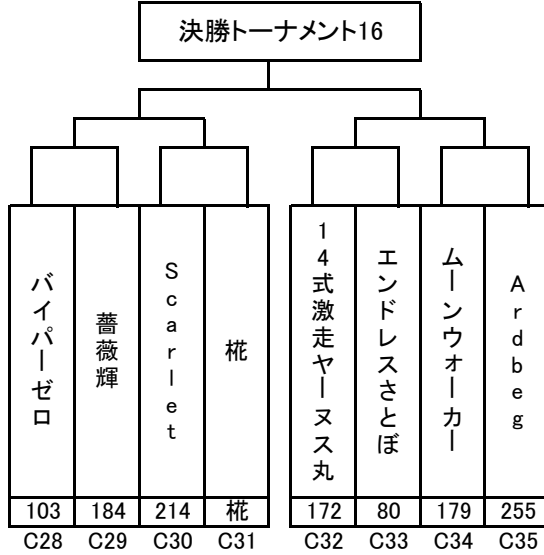 決勝トーナメント16
バイパーゼロ
薔薇輝
Scarlet
椛
14式激走ヤーヌス丸
エンドレスさとぼ
ムーンウォーカー
Ardbeg
103 184 214 椛 172 80 179 255
C28 C29 C30 C31 C32 C33 C34 C35